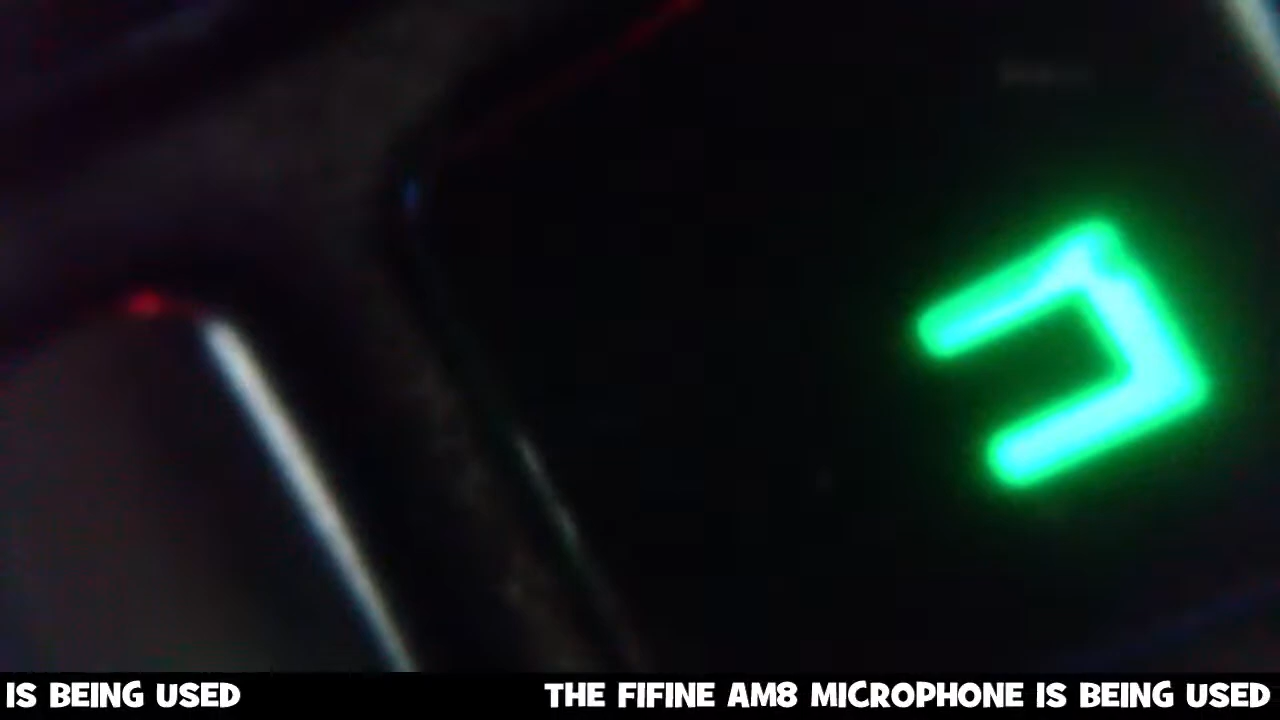 IS BEING USED THE FIFINE AM8 MICROPHONE IS BEING USED